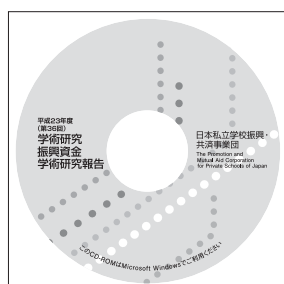 平成23年度
(第36回)
学術研究
振興資金
学術研究報告
日本私立学校振興・
共済事業団
The Promotion and
Mutual Aid Corporation
for Private Schools of Japan
このCD-ROMはMicrosoft Windowsでご利用ください